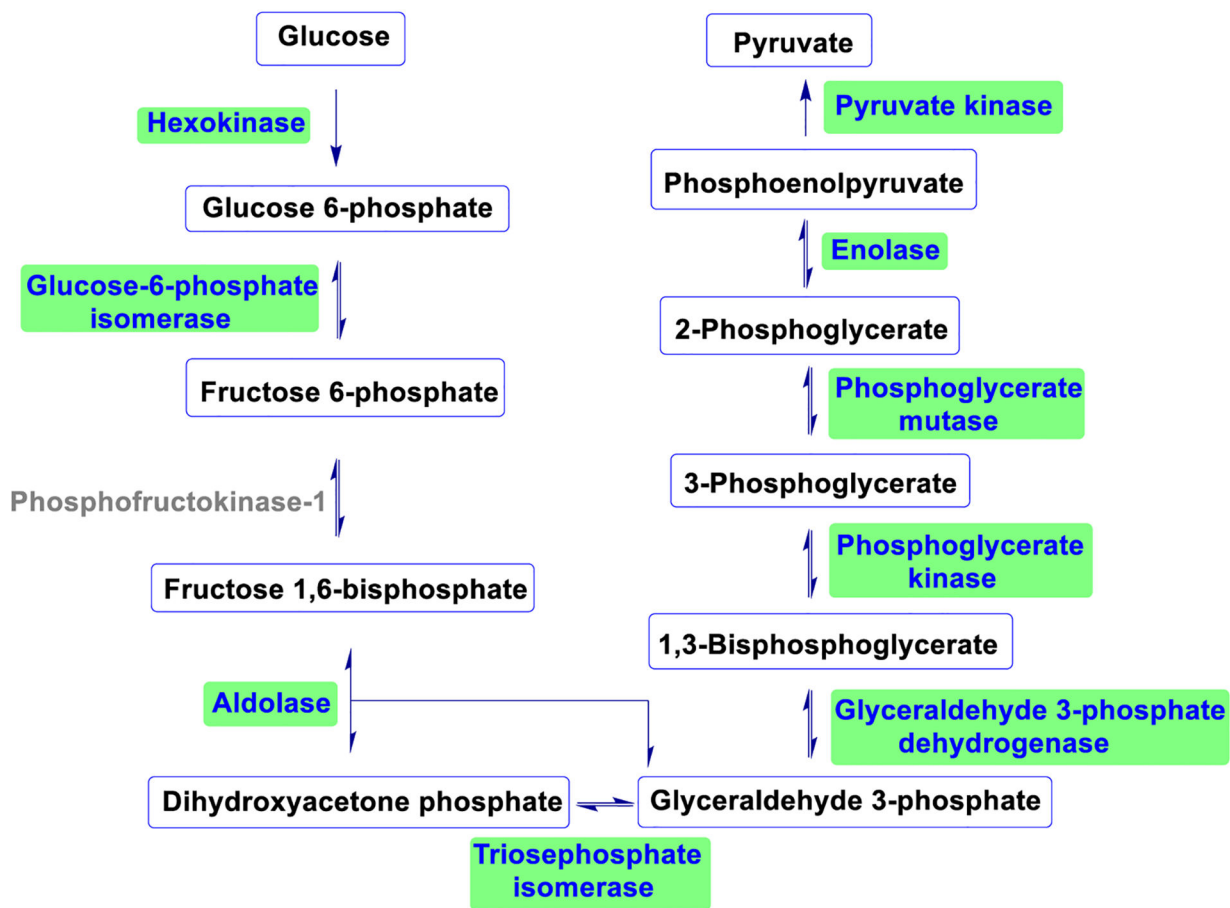 Glucose
Hexokinase
Glucose 6-phosphate
Glucose-6-phosphate
isomerase
Fructose 6-phosphate
Phosphofructokinase-1
Fructose 1,6-bisphosphate
Aldolase
Dihydroxyacetone phosphate
Triosephosphate
isomerase
Glyceraldehyde 3-phosphate
Glyceraldehyde 3-phosphate
dehydrogenase
1,3-Bisphosphoglycerate
Phosphoglycerate
kinase
3-Phosphoglycerate
Phosphoglycerate
mutase
2-Phosphoglycerate
Enolase
Phosphoenolpyruvate
Pyruvate kinase
Pyruvate